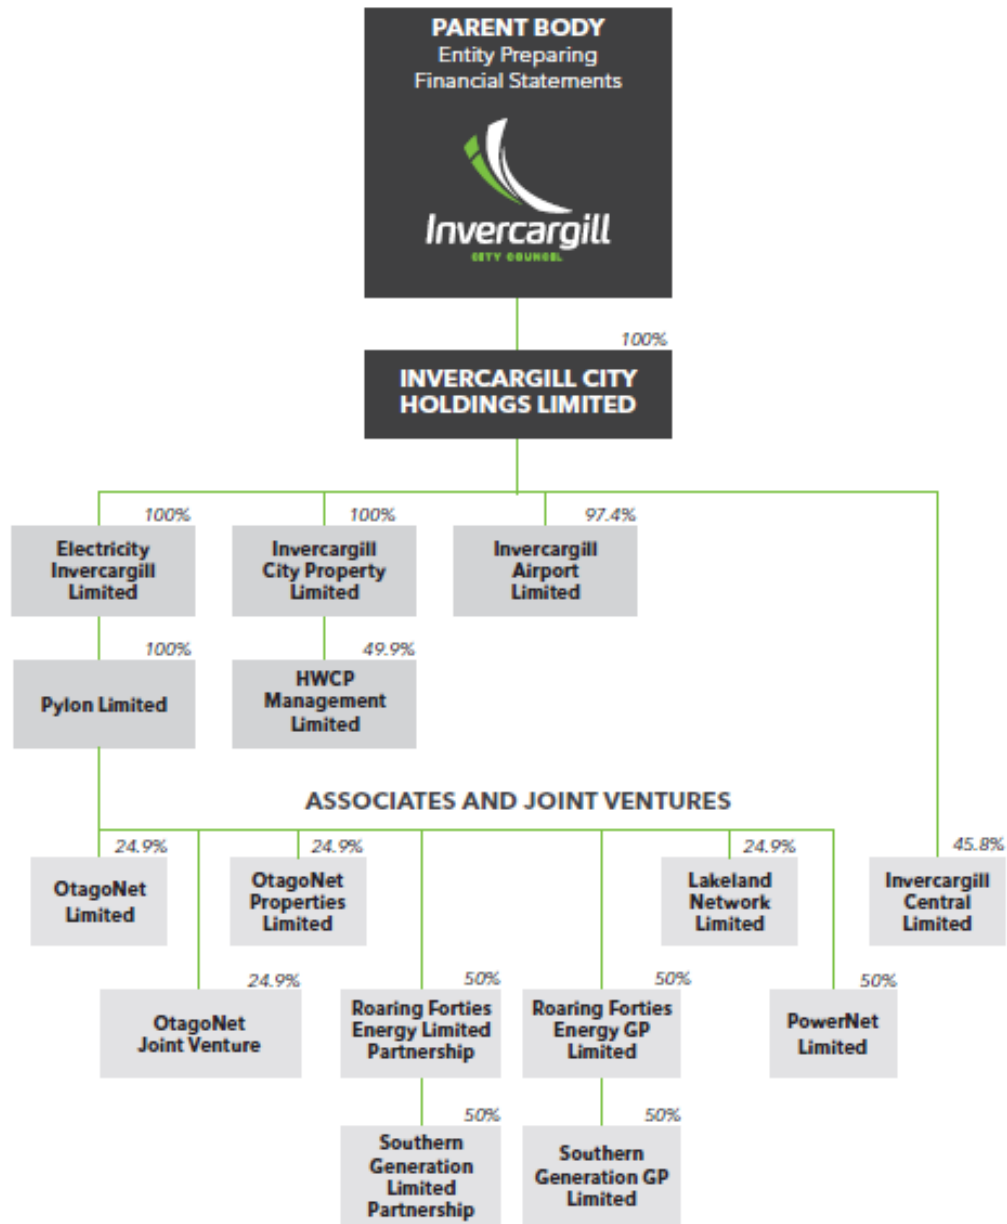 PARENT BODY
Entity Preparing
Financial Statements
Invercargill
CITY COUNCIL
100%
INVERCARGILL CITY
HOLDINGS LIMITED
100%
Electricity
Invercargill
Limited
100%
Invercargill
City Property
Limited
97.4%
Invercargill
Airport
Limited
100%
Pylon Limited
49.9%
HWCP
Management
Limited
ASSOCIATES AND JOINT VENTURES
24.9%
OtagoNet
Limited
24.9%
OtagoNet
Properties
Limited
24.9%
Lakeland
Network
Limited
45.8%
Invercargill
Central
Limited
24.9%
OtagoNet
Joint Venture
50%
Roaring Forties
Energy Limited
Partnership
50%
Roaring Forties
Energy GP
Limited
50%
PowerNet
Limited
50%
Southern
Generation
Limited
Partnership
50%
Southern
Generation GP
Limited